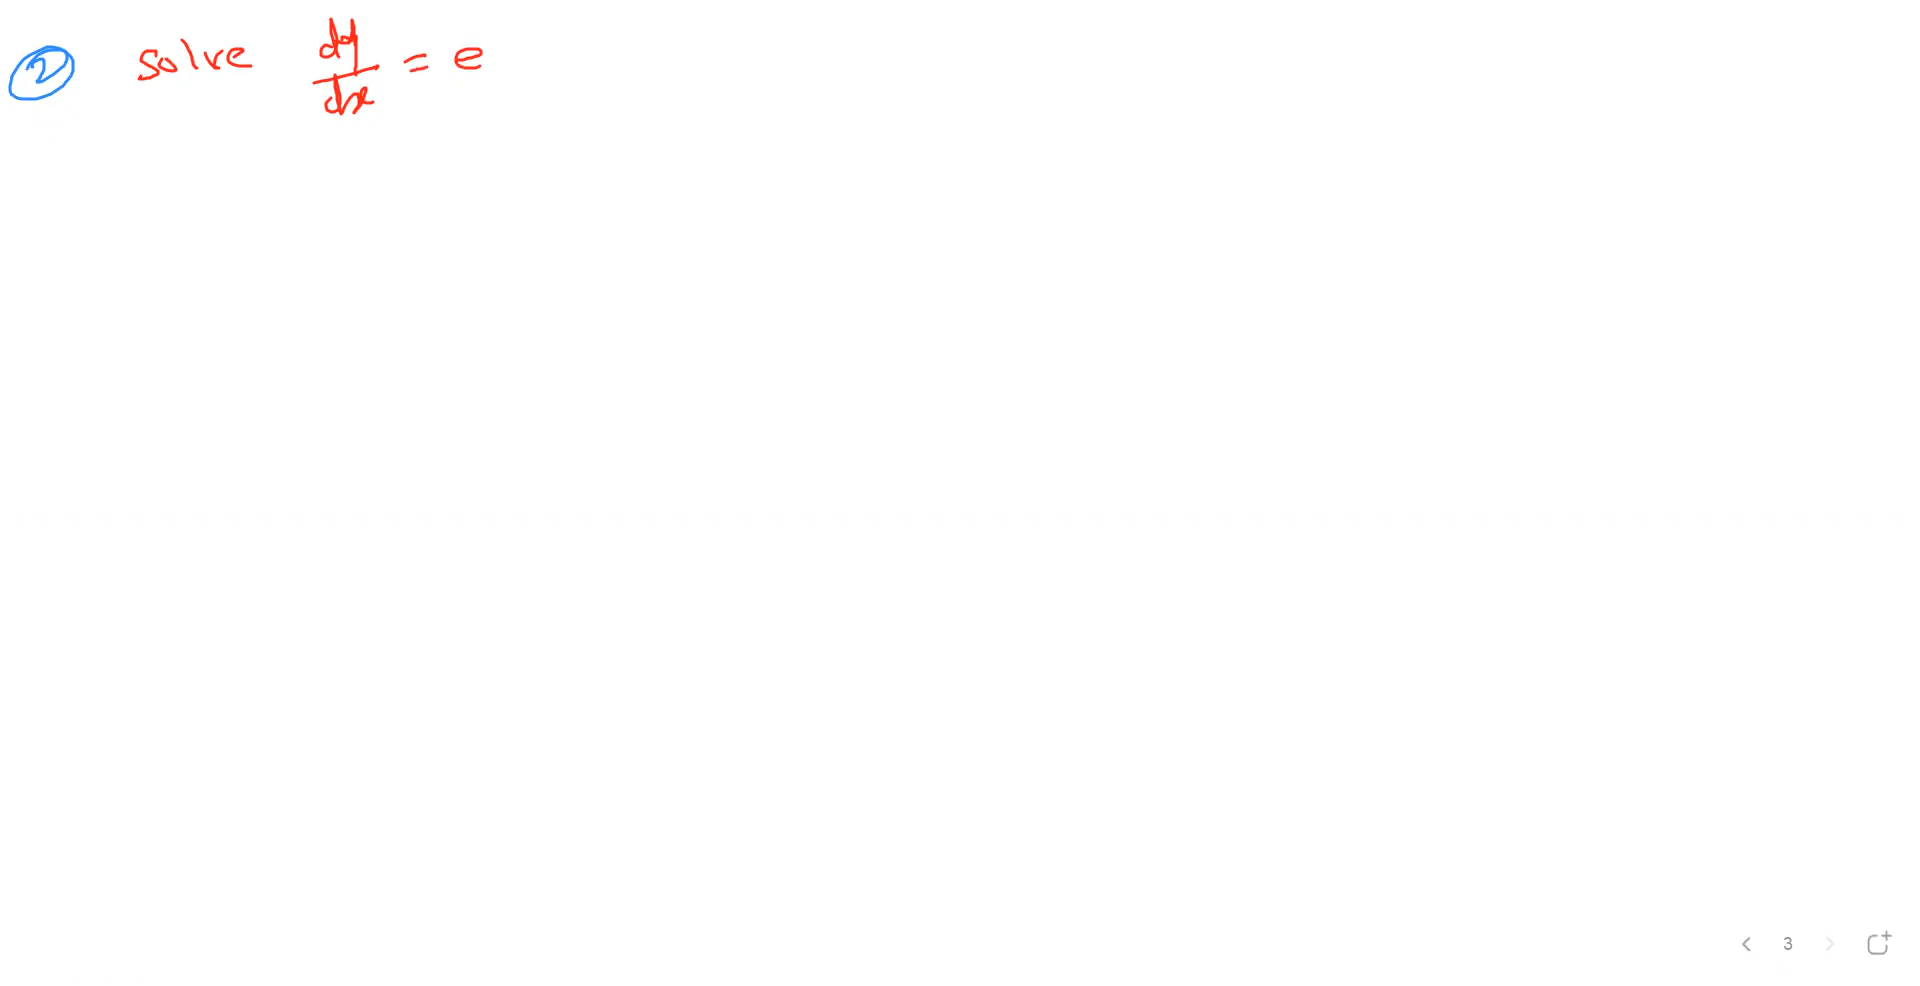 ② solve dy/dx = e
3